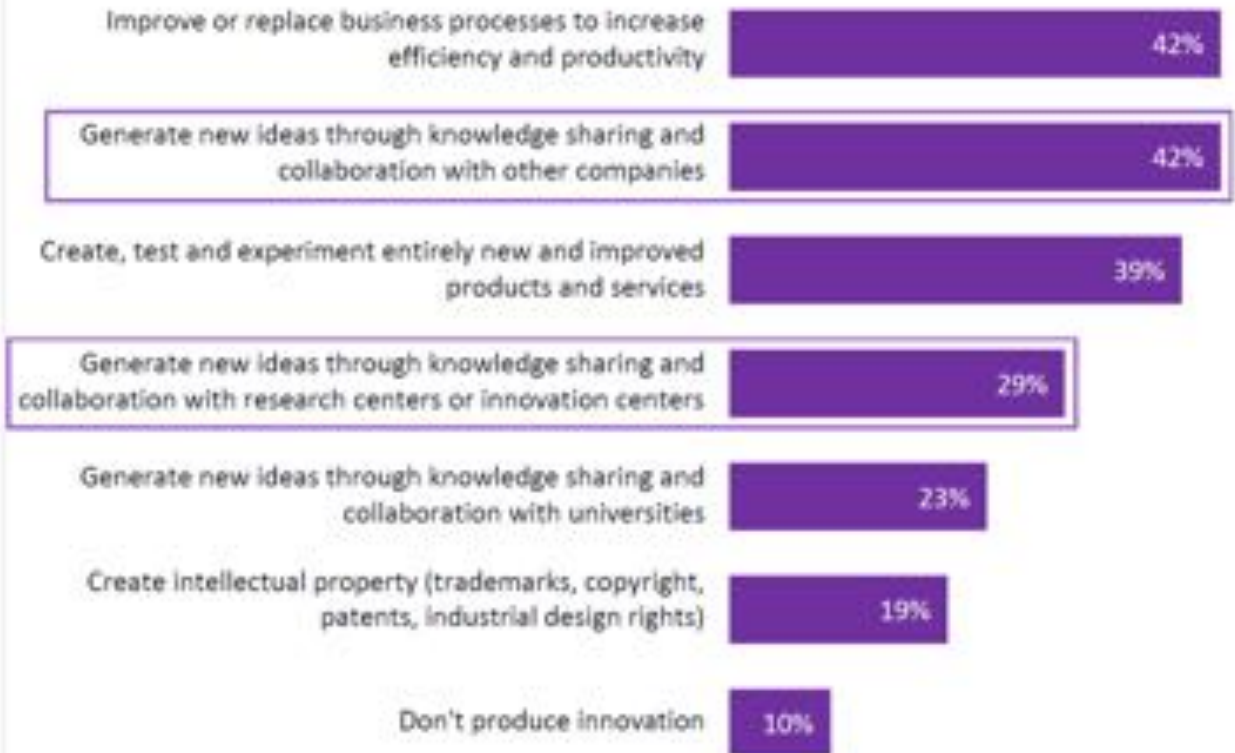 Improve or replace business processes to increase
efficiency and productivity
42%
Generate new ideas through knowledge sharing and
collaboration with other companies
42%
Create, test and experiment entirely new and improved
products and services
39%
Generate new ideas through knowledge sharing and
collaboration with research centers or innovation centers
29%
Generate new ideas through knowledge sharing and
collaboration with universities
23%
Create intellectual property (trademarks, copyright,
patents, industrial design rights)
19%
Don't produce innovation
10%